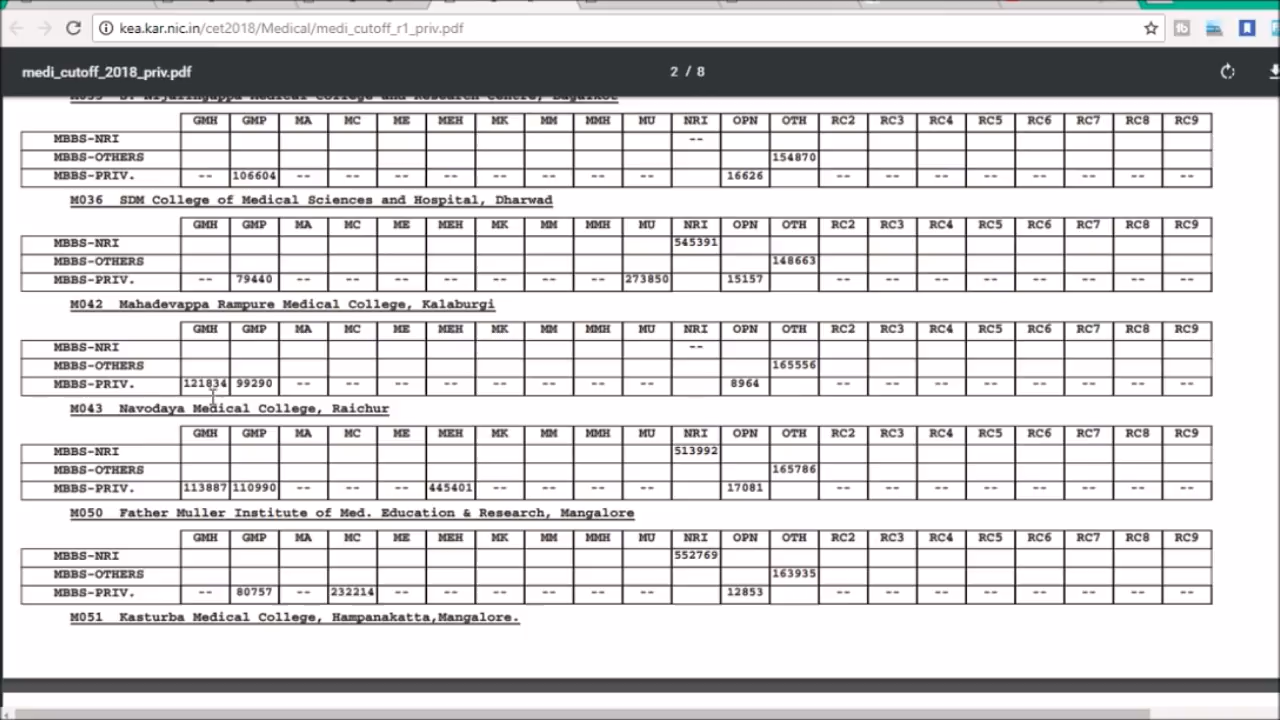 kea.kar.nic.in/cet2018/Medical/medi_cutoff_r1_priv.pdf
medi_cutoff_2018_priv.pdf 2 / 8
S. Nijalingappa Medical College and Research Centre, Bagalkot
GMH GMP MA MC ME MEH MK MM MMH MU NRI OPN OTH RC2 RC3 RC4 RC5 RC6 RC7 RC8 RC9
MBBS-NRI --
MBBS-OTHERS 154870
MBBS-PRIV. -- 106604 -- -- -- -- -- -- -- -- 16626 -- -- -- -- -- -- -- --
M036 SDM College of Medical Sciences and Hospital, Dharwad
GMH GMP MA MC ME MEH MK MM MMH MU NRI OPN OTH RC2 RC3 RC4 RC5 RC6 RC7 RC8 RC9
MBBS-NRI 545391
MBBS-OTHERS 148663
MBBS-PRIV. -- 79440 -- -- -- -- -- -- -- 273850 15157 -- -- -- -- -- -- -- --
M042 Mahadevappa Rampure Medical College, Kalaburgi
GMH GMP MA MC ME MEH MK MM MMH MU NRI OPN OTH RC2 RC3 RC4 RC5 RC6 RC7 RC8 RC9
MBBS-NRI --
MBBS-OTHERS 165556
MBBS-PRIV. 121834 99290 -- -- -- -- -- -- -- -- 8964 -- -- -- -- -- -- -- --
M043 Navodaya Medical College, Raichur
GMH GMP MA MC ME MEH MK MM MMH MU NRI OPN OTH RC2 RC3 RC4 RC5 RC6 RC7 RC8 RC9
MBBS-NRI 513992
MBBS-OTHERS 165786
MBBS-PRIV. 113887 110990 -- -- -- 445401 -- -- -- -- 17081 -- -- -- -- -- -- -- --
M050 Father Muller Institute of Med. Education & Research, Mangalore
GMH GMP MA MC ME MEH MK MM MMH MU NRI OPN OTH RC2 RC3 RC4 RC5 RC6 RC7 RC8 RC9
MBBS-NRI 552769
MBBS-OTHERS 163935
MBBS-PRIV. -- 80757 -- 232214 -- -- -- -- -- -- 12853 -- -- -- -- -- -- -- --
M051 Kasturba Medical College, Hampanakatta,Mangalore.